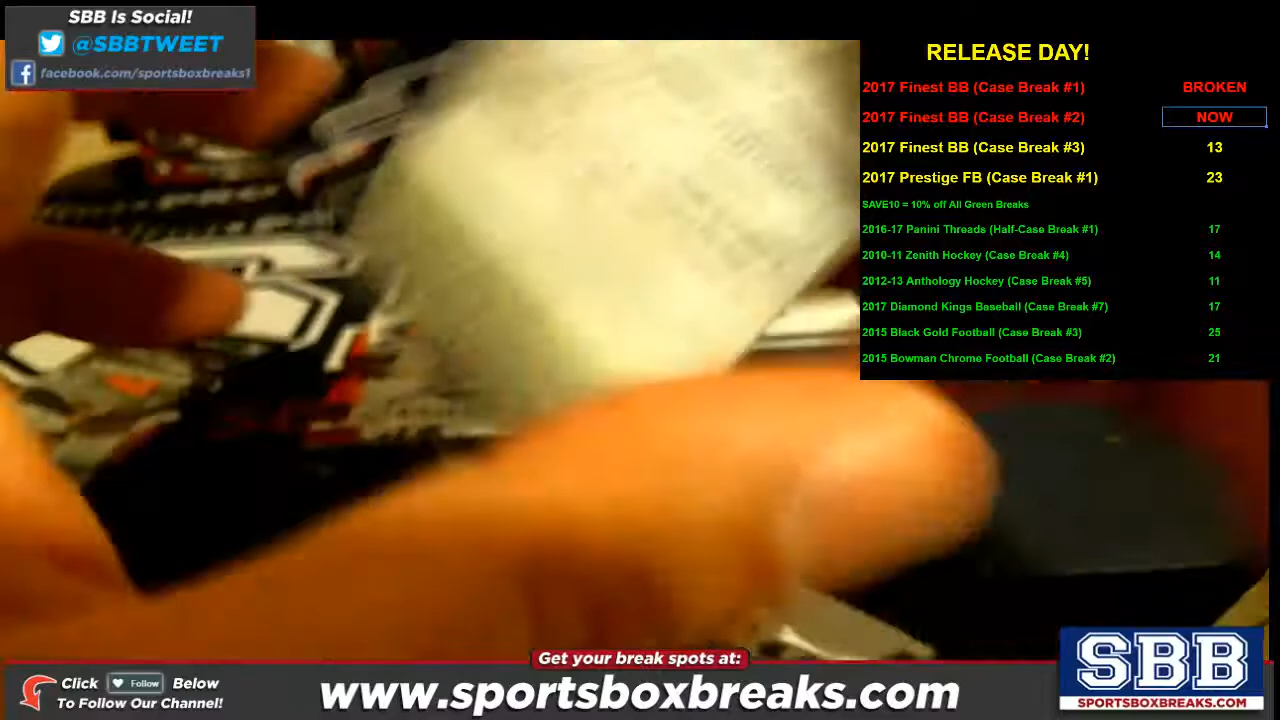 SBB Is Social!
@SBBTWEET
facebook.com/sportsboxbreaks1
RELEASE DAY!
2017 Finest BB (Case Break #1) BROKEN
2017 Finest BB (Case Break #2) NOW
2017 Finest BB (Case Break #3) 13
2017 Prestige FB (Case Break #1) 23
SAVE10 = 10% off All Green Breaks
2016-17 Panini Threads (Half-Case Break #1) 17
2010-11 Zenith Hockey (Case Break #4) 14
2012-13 Anthology Hockey (Case Break #5) 11
2017 Diamond Kings Baseball (Case Break #7) 17
2015 Black Gold Football (Case Break #3) 25
2015 Bowman Chrome Football (Case Break #2) 21
Get your break spots at:
Click Follow Below
To Follow Our Channel!
www.sportsboxbreaks.com
SBB
SPORTSBOXBREAKS.COM